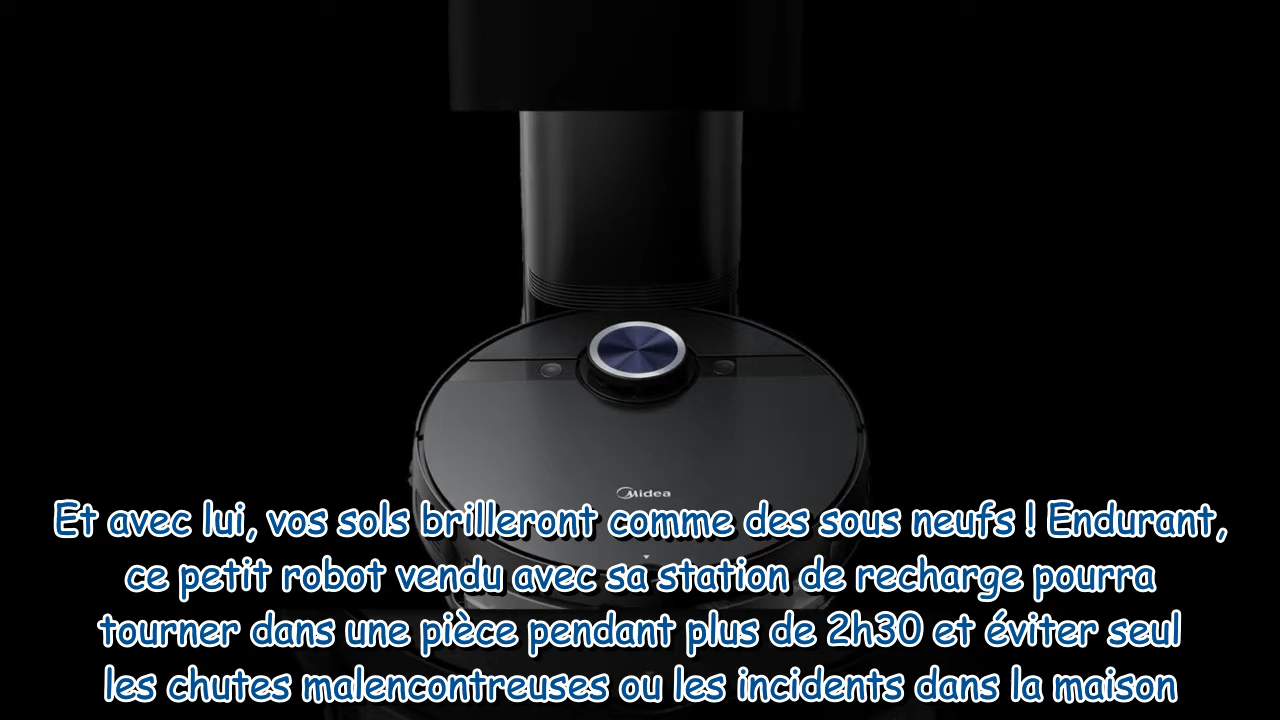 Midea
Et avec lui, vos sols brilleront comme des sous neufs ! Endurant,
ce petit robot vendu avec sa station de recharge pourra
tourner dans une pièce pendant plus de 2h30 et éviter seul
les chutes malencontreuses ou les incidents dans la maison